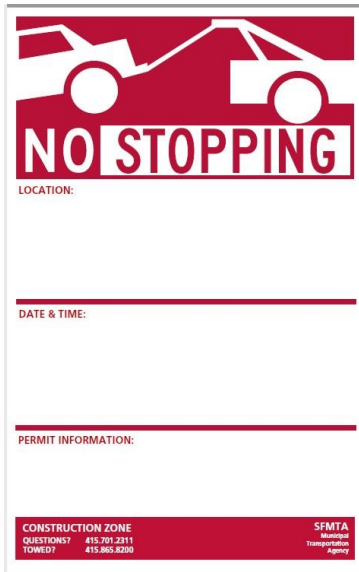 NO STOPPING
LOCATION:
DATE & TIME:
PERMIT INFORMATION:
CONSTRUCTION ZONE
QUESTIONS? 415.701.2311
TOWED? 415.865.8200
SFMTA
Municipal
Transportation
Agency